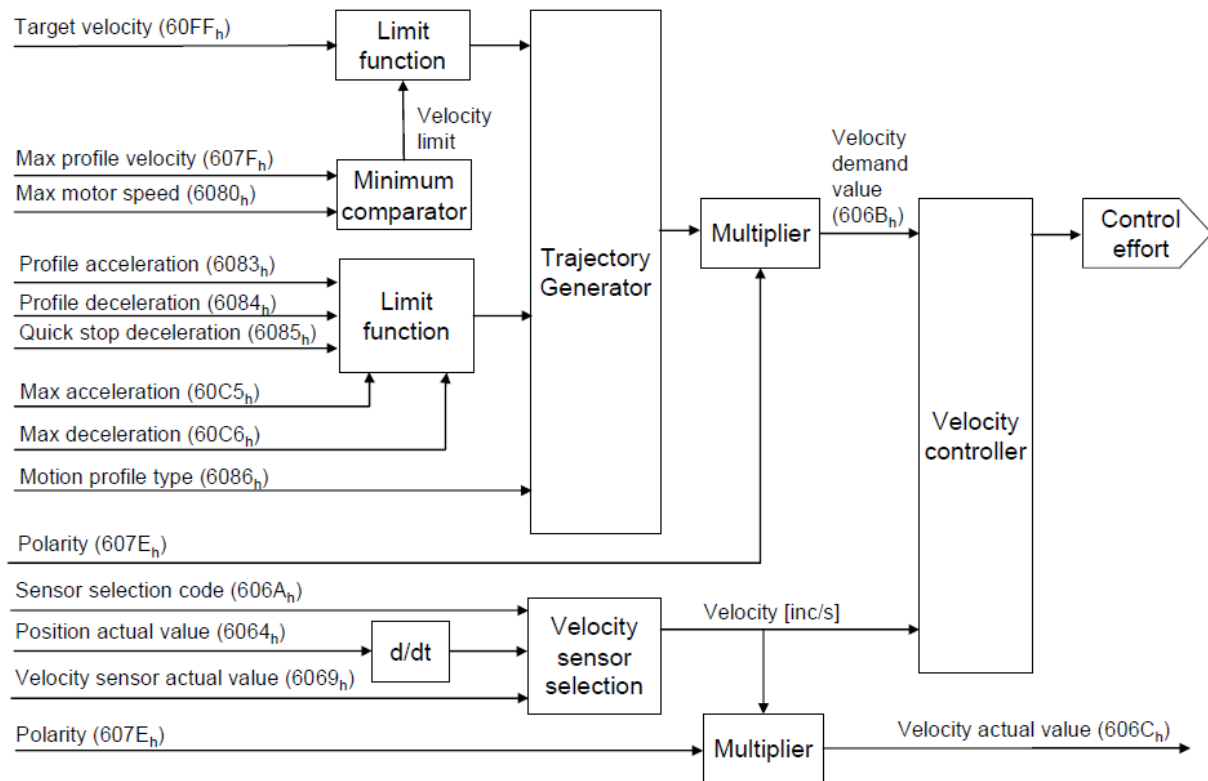 Target velocity (60FFₕ)
Limit
function
Velocity
limit
Max profile velocity (607Fₕ)
Max motor speed (6080ₕ)
Minimum
comparator
Profile acceleration (6083ₕ)
Profile deceleration (6084ₕ)
Quick stop deceleration (6085ₕ)
Limit
function
Max acceleration (60C5ₕ)
Max deceleration (60C6ₕ)
Motion profile type (6086ₕ)
Trajectory
Generator
Multiplier
Velocity
demand
value
(606Bₕ)
Control
effort
Velocity
controller
Polarity (607Eₕ)
Sensor selection code (606Aₕ)
Position actual value (6064ₕ)
d/dt
Velocity sensor actual value (6069ₕ)
Velocity
sensor
selection
Velocity [inc/s]
Polarity (607Eₕ)
Multiplier
Velocity actual value (606Cₕ)